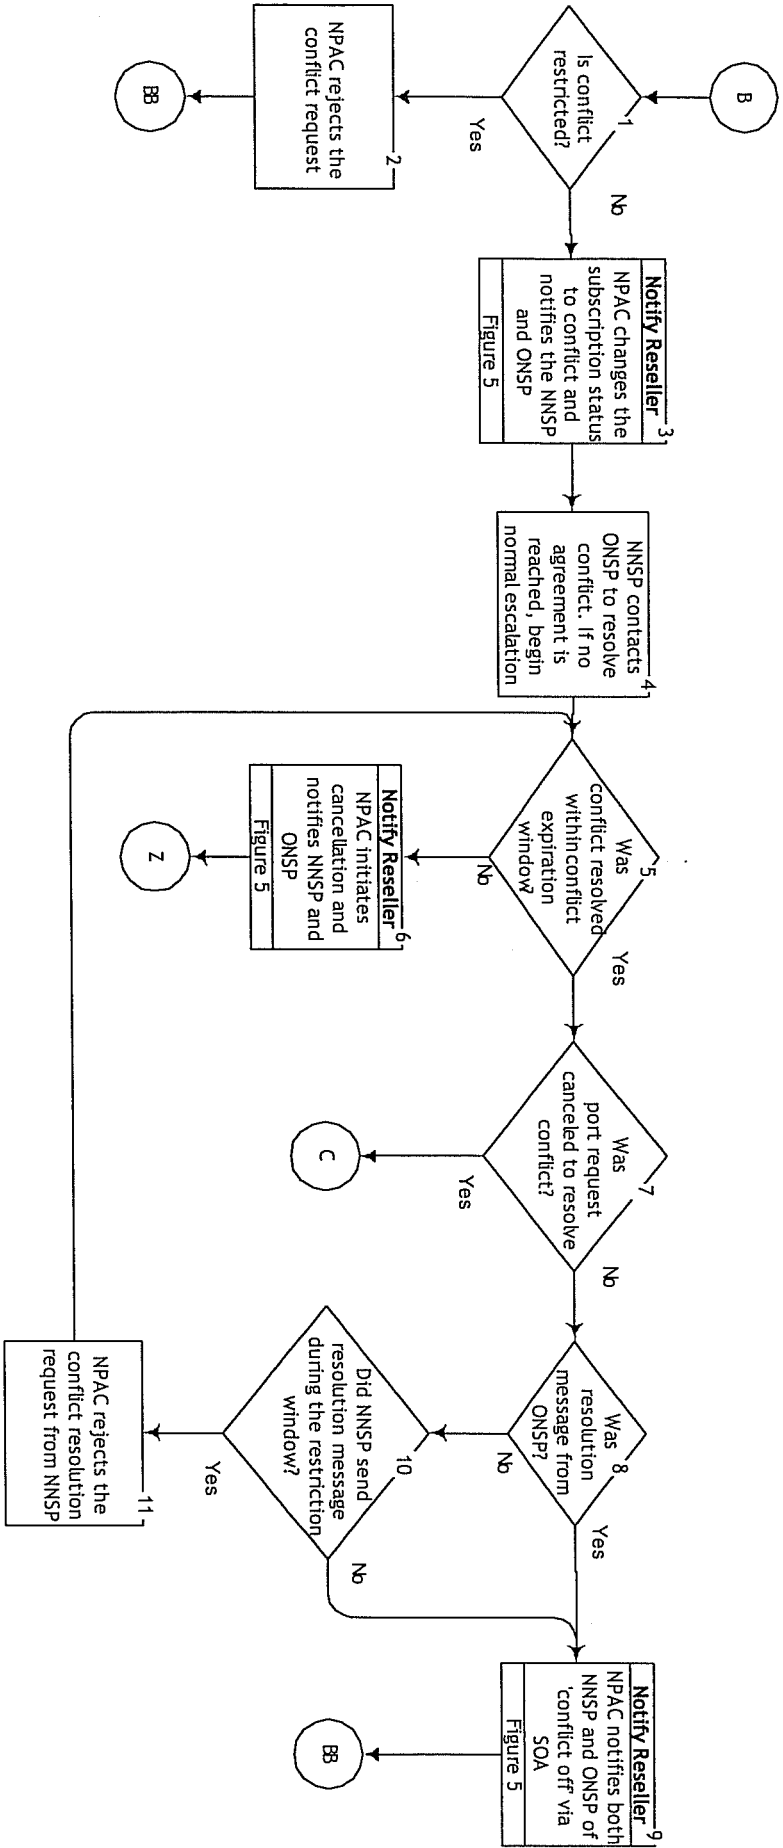 B
1
Is conflict
restricted?
Yes
No
2
NPAC rejects the
conflict request
BB
Notify Reseller
3
NPAC changes the
subscription status
to conflict and
notifies the NNSP
and ONSP
Figure 5
4
NNSP contacts
ONSP to resolve
conflict. If no
agreement is
reached, begin
normal escalation
5
Was
conflict resolved
within conflict
expiration
window?
No
Yes
Notify Reseller
6
NPAC initiates
cancellation and
notifies NNSP and
ONSP
Figure 5
Z
7
Was
port request
canceled to resolve
conflict?
Yes
No
C
8
Was
resolution
message from
ONSP?
No
Yes
10
Did NNSP send
resolution message
during the restriction
window?
Yes
No
11
NPAC rejects the
conflict resolution
request from NNSP
Notify Reseller
9
NPAC notifies both
NNSP and ONSP of
'conflict off' via
SOA
Figure 5
BB